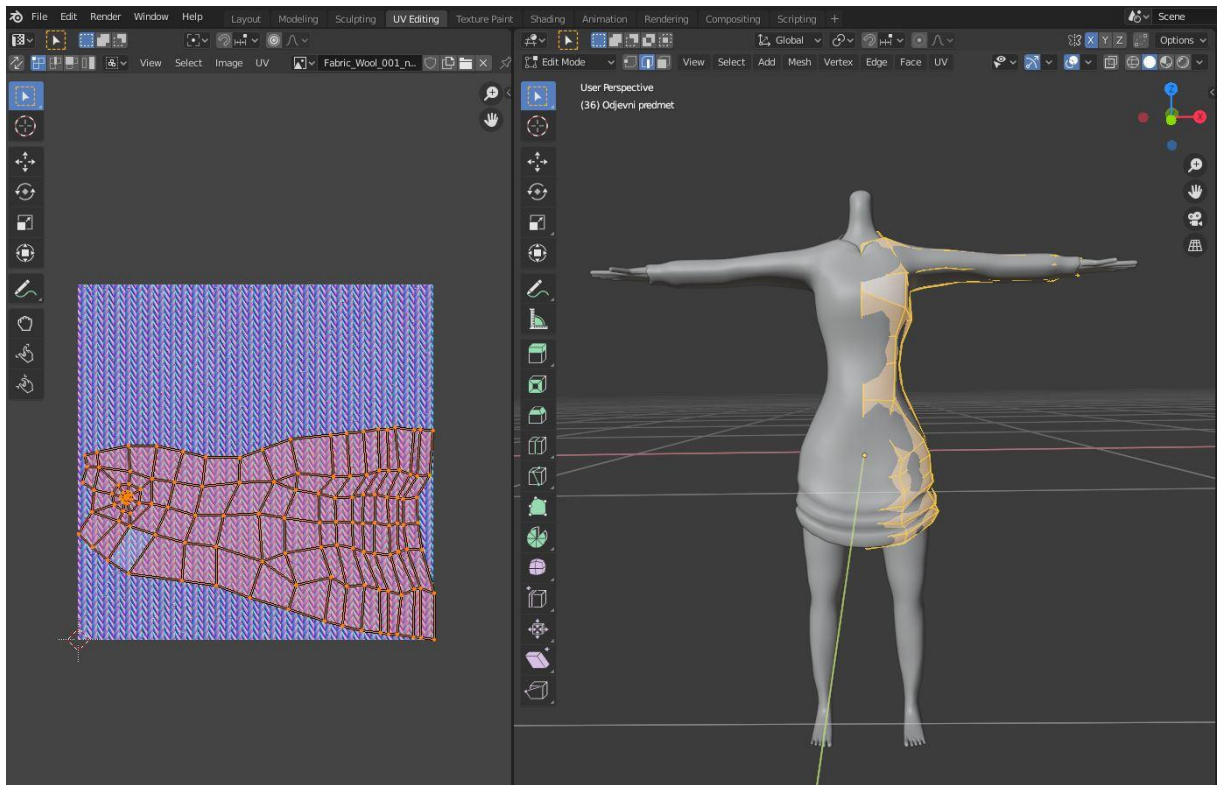 File Edit Render Window Help Layout Modeling Sculpting UV Editing Texture Paint Shading Animation Rendering Compositing Scripting + Scene
Global X Y Z Options
View Select Image UV Fabric_Wool_001_n... Edit Mode View Select Add Mesh Vertex Edge Face UV
User Perspective
(36) Odjevni predmet
Z
X